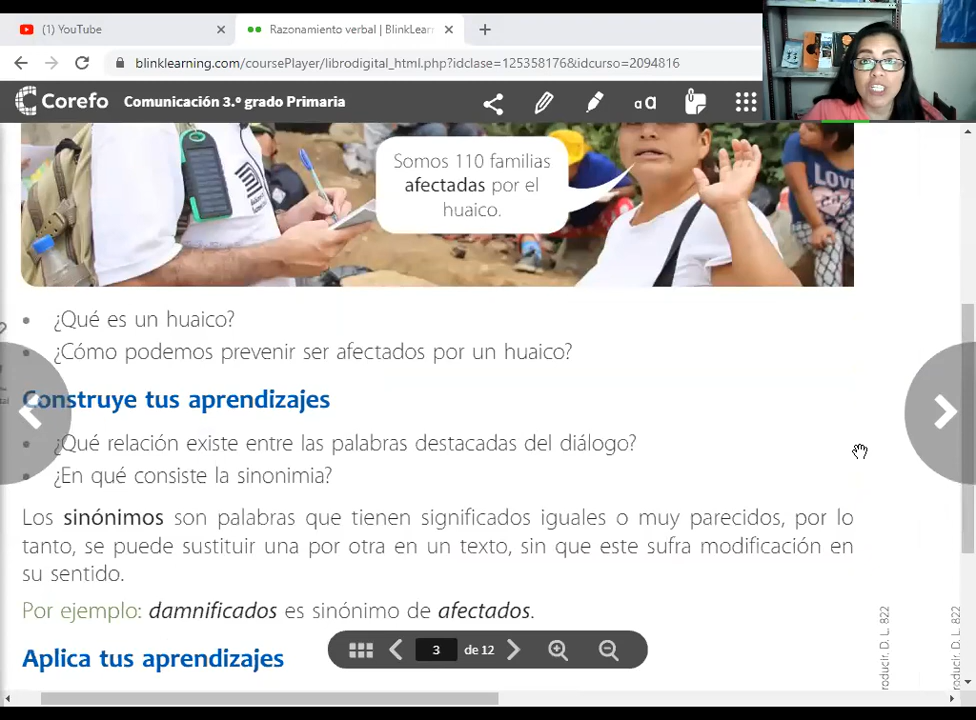 (1) YouTube
Razonamiento verbal | BlinkLear
blinklearning.com/coursePlayer/librodigital_html.php?idclase=125358176&idcurso=2094816
Corefo
Comunicación 3.º grado Primaria
aA
Somos 110 familias
afectadas por el
huaico.
LOVE
¿Qué es un huaico?
¿Cómo podemos prevenir ser afectados por un huaico?
Construye tus aprendizajes
¿Qué relación existe entre las palabras destacadas del diálogo?
¿En qué consiste la sinonimia?
Los sinónimos son palabras que tienen significados iguales o muy parecidos, por lo
tanto, se puede sustituir una por otra en un texto, sin que este sufra modificación en
su sentido.
Por ejemplo: damnificados es sinónimo de afectados.
Aplica tus aprendizajes
3 de 12
roducir. D. L. 822
roducir. D. L. 822